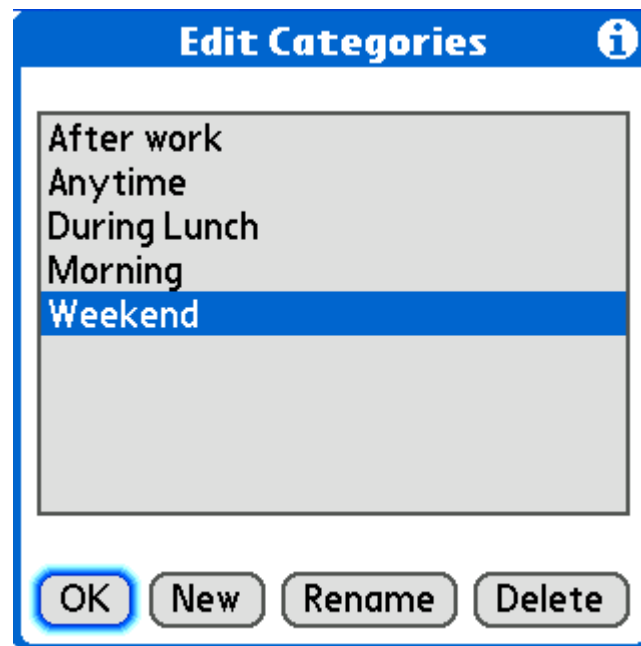 Edit Categories
After work
Anytime
During Lunch
Morning
Weekend
OK New Rename Delete